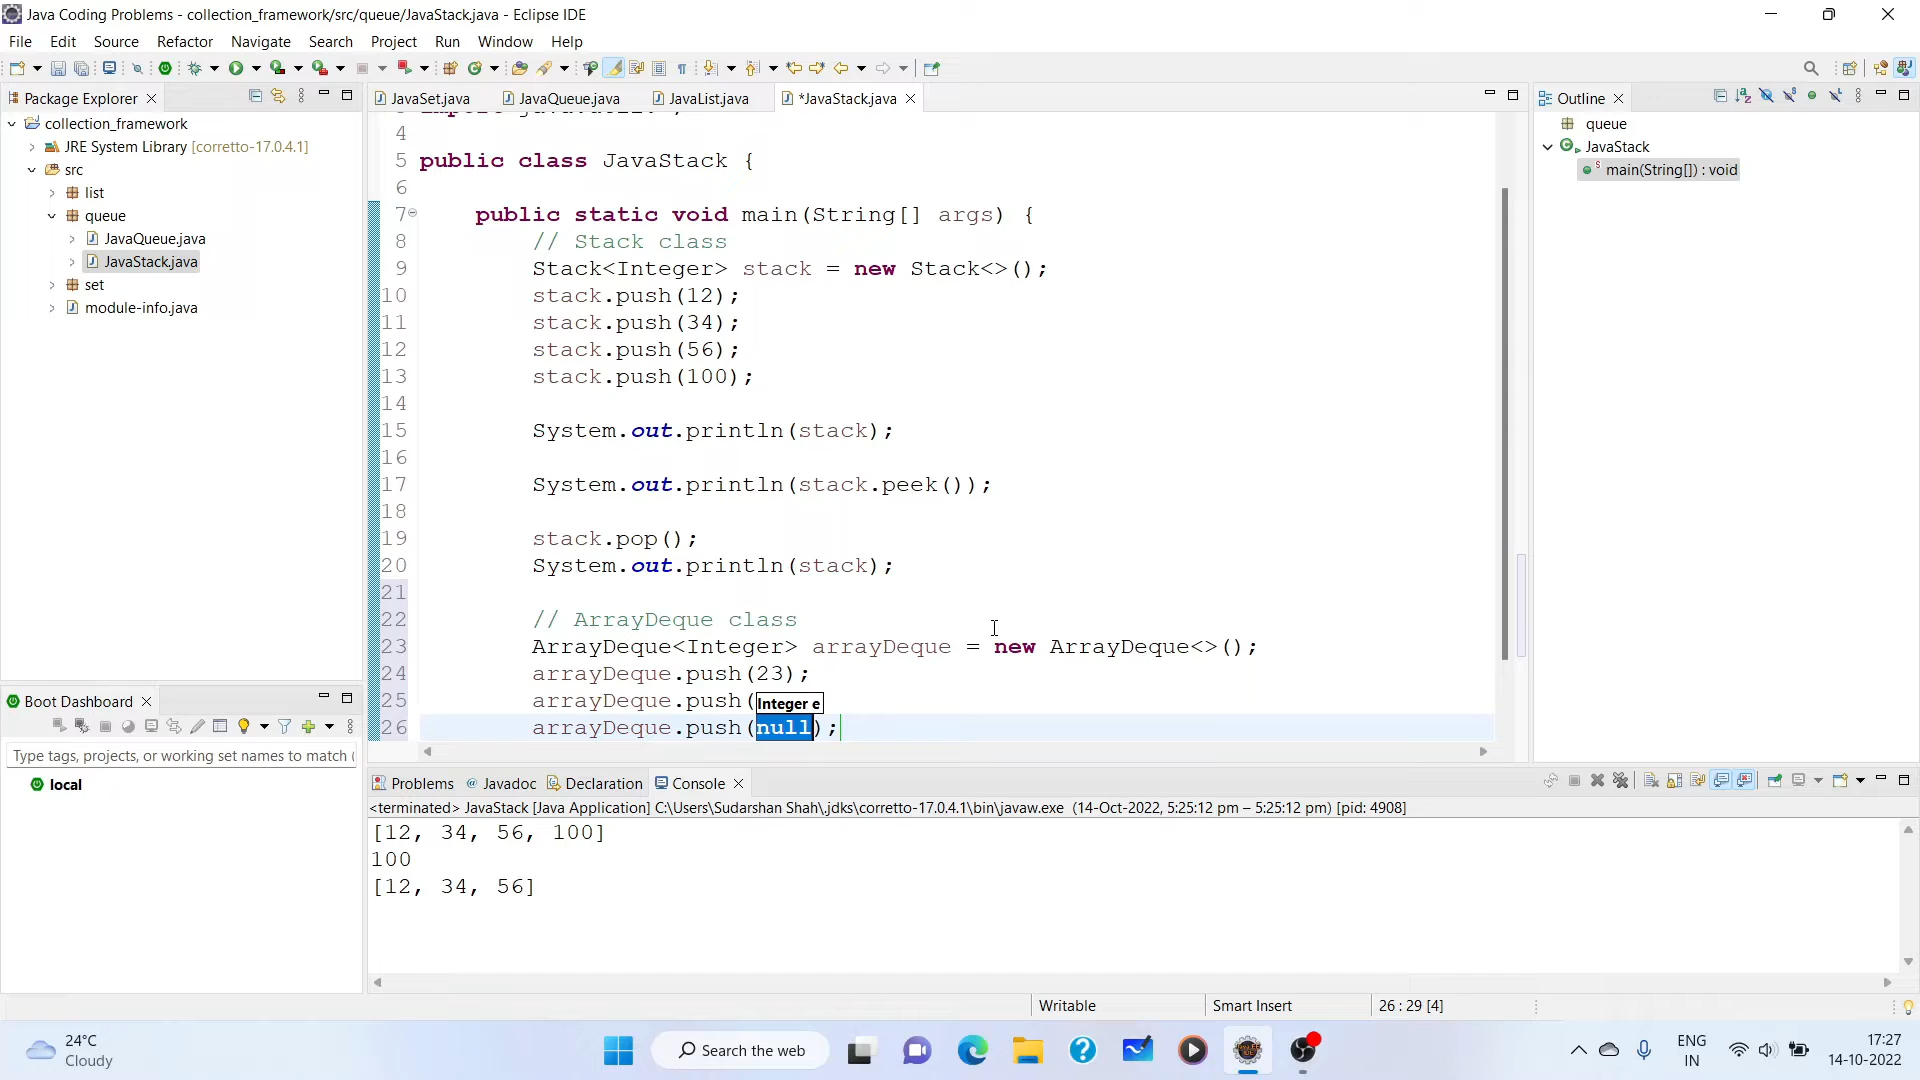 Java Coding Problems - collection_framework/src/queue/JavaStack.java - Eclipse IDE
File Edit Source Refactor Navigate Search Project Run Window Help
Package Explorer
collection_framework
JRE System Library [corretto-17.0.4.1]
src
list
queue
JavaQueue.java
JavaStack.java
set
module-info.java
Boot Dashboard
Type tags, projects, or working set names to match (
local
JavaSet.java JavaQueue.java JavaList.java *JavaStack.java
4
5 public class JavaStack {
6
7 public static void main(String[] args) {
8 // Stack class
9 Stack<Integer> stack = new Stack<>();
10 stack.push(12);
11 stack.push(34);
12 stack.push(56);
13 stack.push(100);
14
15 System.out.println(stack);
16
17 System.out.println(stack.peek());
18
19 stack.pop();
20 System.out.println(stack);
21
22 // ArrayDeque class
23 ArrayDeque<Integer> arrayDeque = new ArrayDeque<>();
24 arrayDeque.push(23);
25 arrayDeque.push(
Integer e
26 arrayDeque.push(null);
Outline
queue
JavaStack
main(String[]) : void
Problems Javadoc Declaration Console
<terminated> JavaStack [Java Application] C:\Users\Sudarshan Shah\.jdks\corretto-17.0.4.1\bin\javaw.exe (14-Oct-2022, 5:25:12 pm – 5:25:12 pm) [pid: 4908]
[12, 34, 56, 100]
100
[12, 34, 56]
Writable Smart Insert 26 : 29 [4]
24°C
Cloudy
Search the web
ENG
IN
17:27
14-10-2022